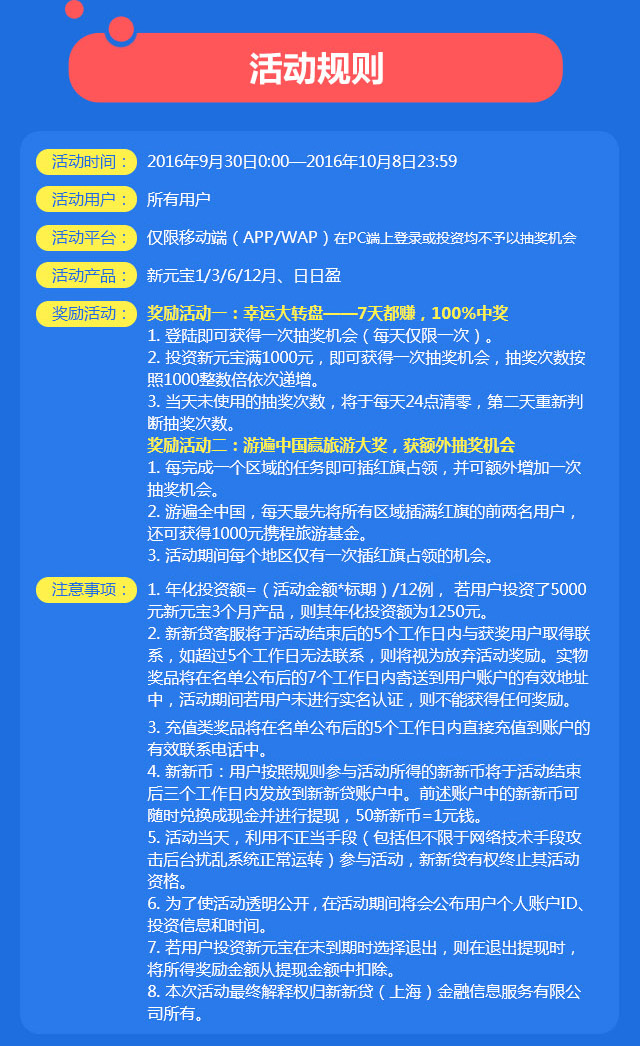 活动规则
活动时间： 2016年9月30日0:00—2016年10月8日23:59
活动用户： 所有用户
活动平台： 仅限移动端（APP/WAP）在PC端上登录或投资均不予以抽奖机会
活动产品： 新元宝1/3/6/12月、日日盈
奖励活动： 奖励活动一：幸运大转盘——7天都赚，100%中奖
1. 登陆即可获得一次抽奖机会（每天仅限一次）。
2. 投资新元宝满1000元，即可获得一次抽奖机会，抽奖次数按
照1000整数倍依次递增。
3. 当天未使用的抽奖次数，将于每天24点清零，第二天重新判
断抽奖次数。
奖励活动二：游遍中国赢旅游大奖，获额外抽奖机会
1. 每完成一个区域的任务即可插红旗占领，并可额外增加一次
抽奖机会。
2. 游遍全中国，每天最先将所有区域插满红旗的前两名用户，
还可获得1000元携程旅游基金。
3. 活动期间每个地区仅有一次插红旗占领的机会。
注意事项： 1. 年化投资额=（活动金额*标期）/12例， 若用户投资了5000
元新元宝3个月产品，则其年化投资额为1250元。
2. 新新贷客服将于活动结束后的5个工作日内与获奖用户取得联
系，如超过5个工作日无法联系，则将视为放弃活动奖励。实物
奖品将在名单公布后的7个工作日内寄送到用户账户的有效地址
中，活动期间若用户未进行实名认证，则不能获得任何奖励。
3. 充值类奖品将在名单公布后的5个工作日内直接充值到账户的
有效联系电话中。
4. 新新币：用户按照规则参与活动所得的新新币将于活动结束
后三个工作日内发放到新新贷账户中。前述账户中的新新币可
随时兑换成现金并进行提现，50新新币=1元钱。
5. 活动当天，利用不正当手段（包括但不限于网络技术手段攻
击后台扰乱系统正常运转）参与活动，新新贷有权终止其活动
资格。
6. 为了使活动透明公开，在活动期间将会公布用户个人账户ID、
投资信息和时间。
7. 若用户投资新元宝在未到期时选择退出，则在退出提现时，
将所得奖励金额从提现金额中扣除。
8. 本次活动最终解释权归新新贷（上海）金融信息服务有限公
司所有。